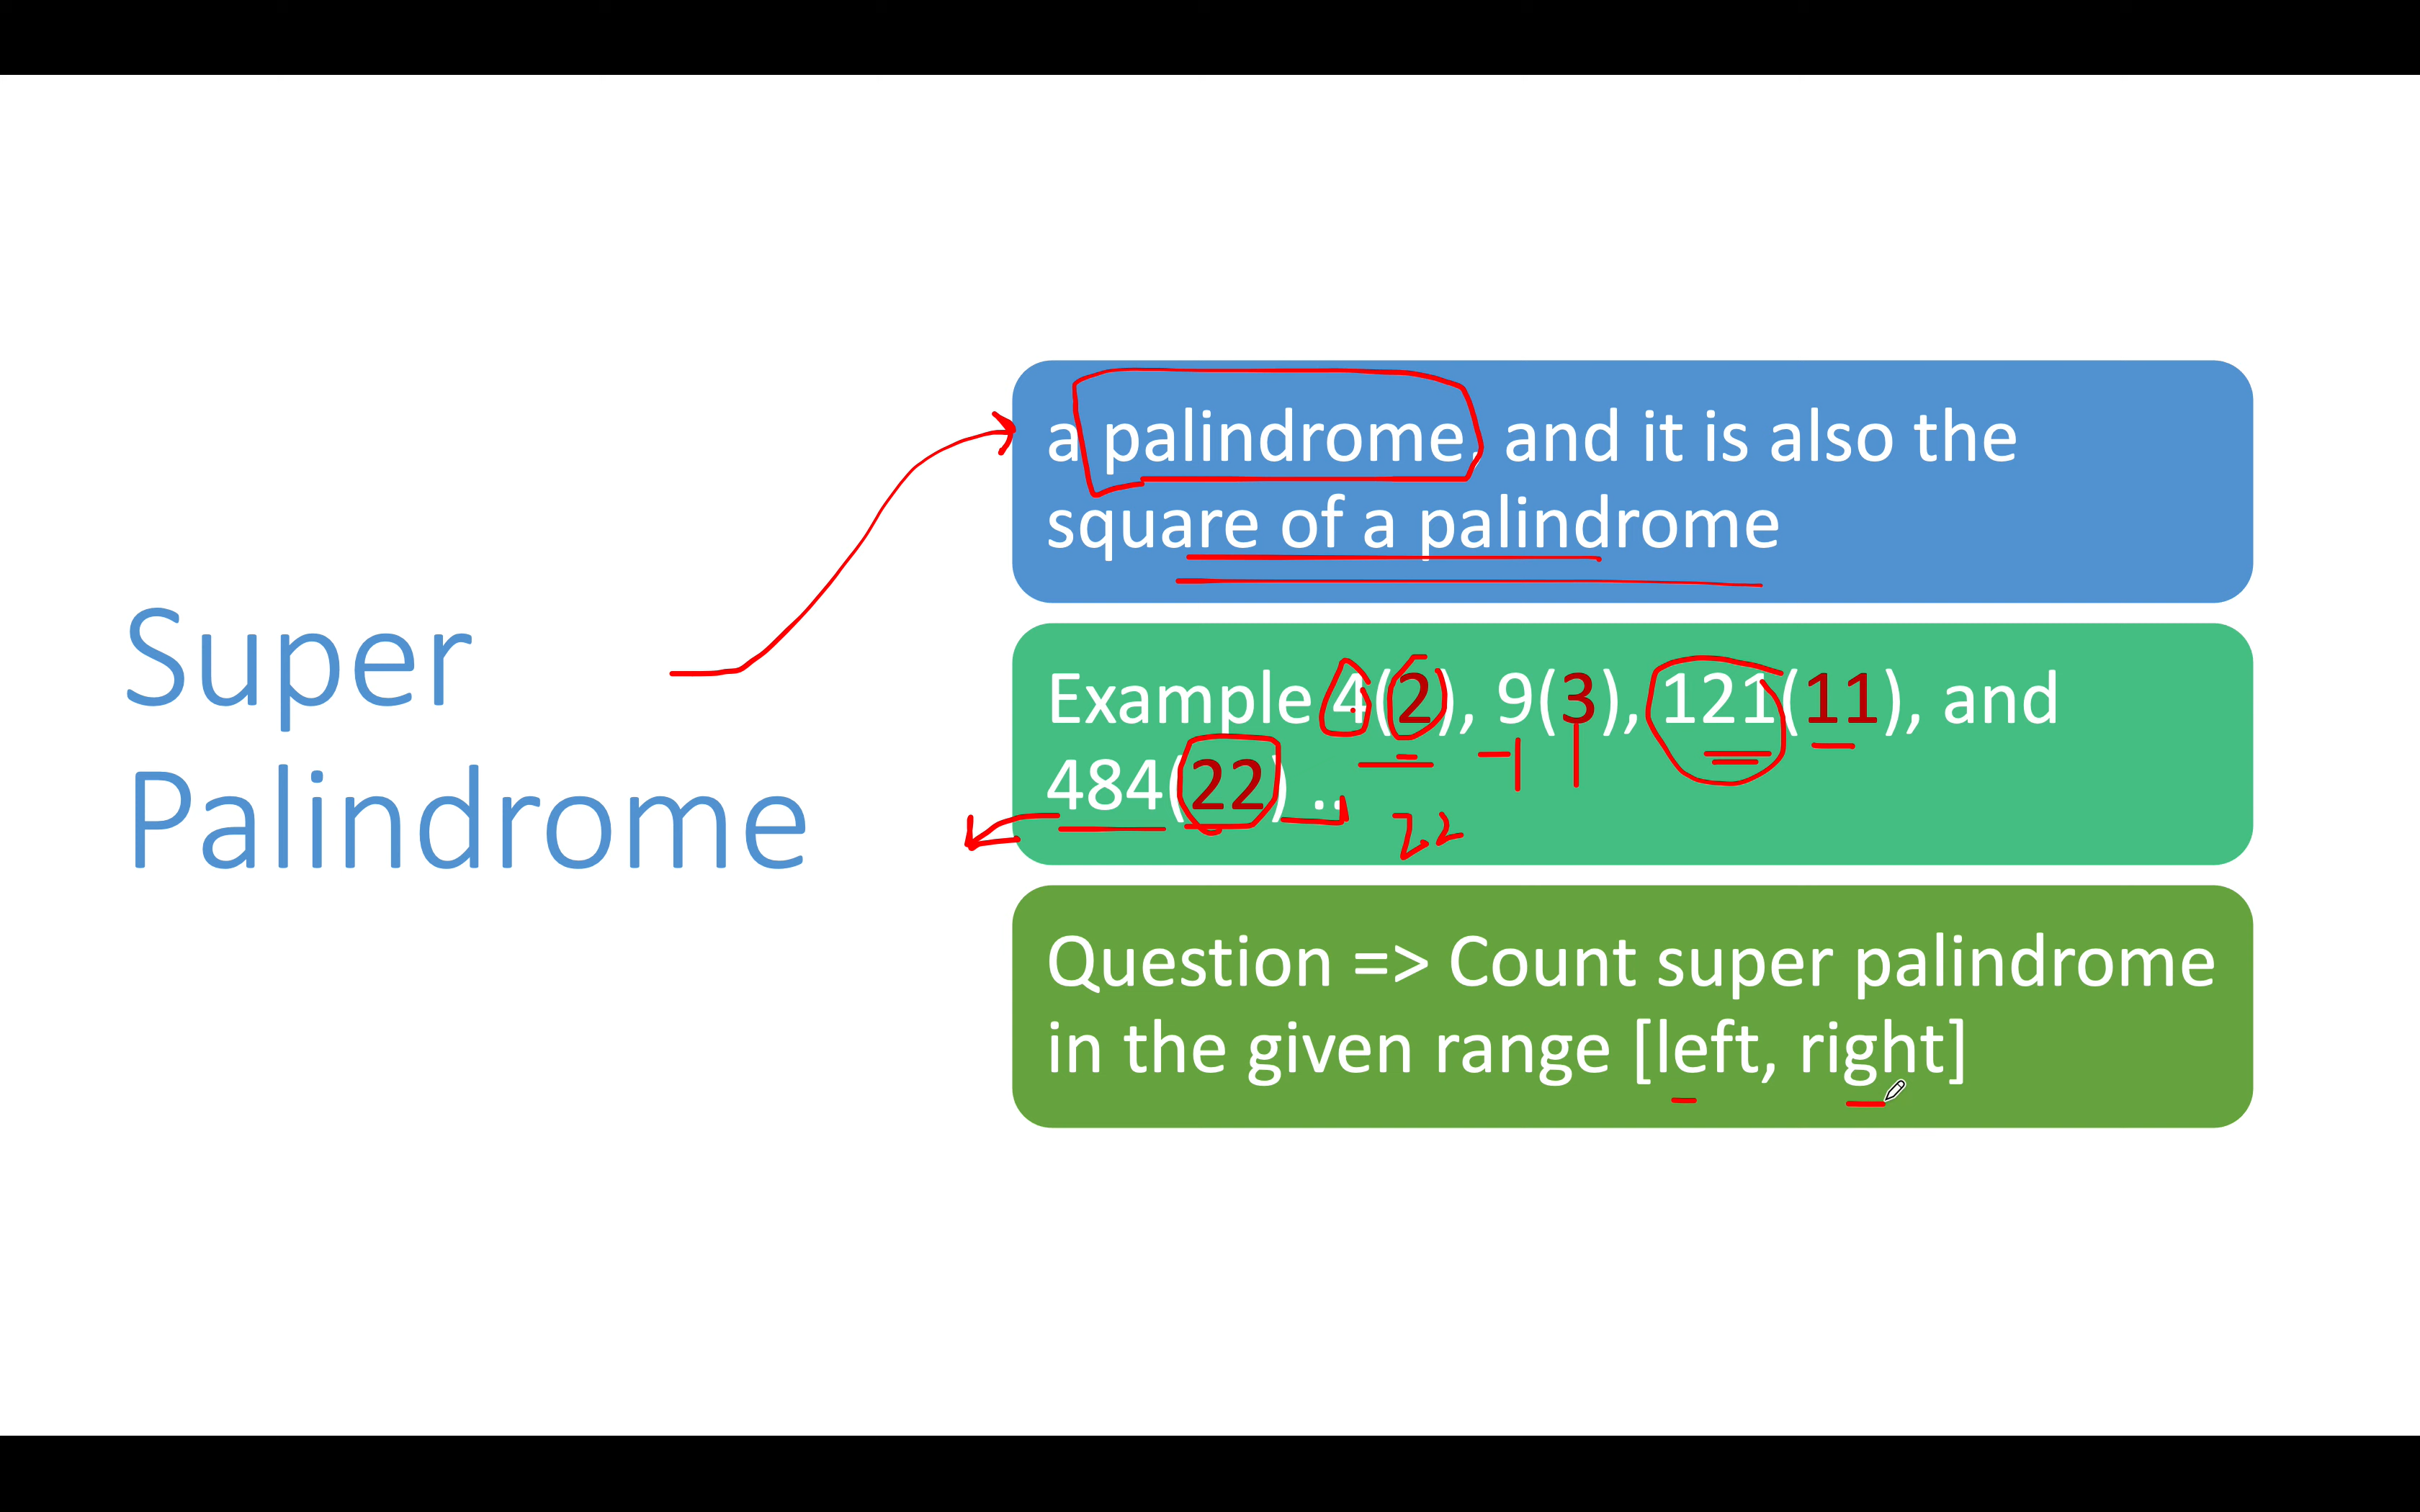 Super
Palindrome
a palindrome, and it is also the
square of a palindrome
Example 4(2), 9(3), 121(11), and
484(22) ..
22
Question => Count super palindrome
in the given range [left, right]